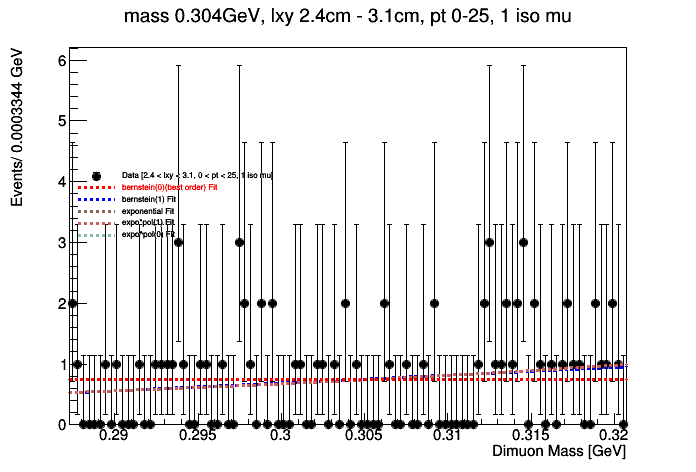 mass 0.304GeV, lxy 2.4cm - 3.1cm, pt 0-25, 1 iso mu
Events/ 0.0003344 GeV
6
5
4
3
2
1
0
Data [2.4 < lxy < 3.1, 0 < pt < 25, 1 iso mu]
bernstein(0)(best order) Fit
bernstein(1) Fit
exponential Fit
expo*pol(1) Fit
expo*pol(0) Fit
0.29 0.295 0.3 0.305 0.31 0.315 0.32
Dimuon Mass [GeV]